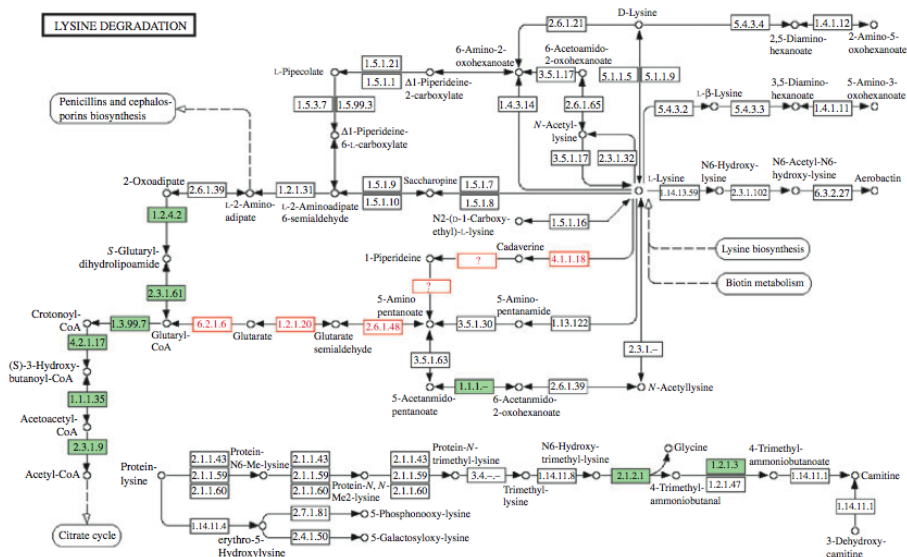 LYSINE DEGRADATION
D-Lysine
2.6.1.21
5.4.3.4
1.4.1.12
2,5-Diamino-
hexanoate
2-Amino-5-
oxohexanoate
6-Amino-2-
oxohexanoate
6-Acetoamido-
2-oxohexanoate
1.5.1.21
L-Pipecolate
1.5.1.1
Δ1-Piperideine-
2-carboxylate
3.5.1.17
5.1.1.5
5.1.1.9
L-β-Lysine
3,5-Diamino-
hexanoate
5-Amino-3-
oxohexanoate
Penicillins and cephalos-
porins biosynthesis
1.5.3.7
1.5.99.3
1.4.3.14
2.6.1.65
5.4.3.2
5.4.3.3
1.4.1.11
N-Acetyl-
lysine
Δ1-Piperideine-
6-L-carboxylate
3.5.1.17
2.3.1.32
N6-Hydroxy-
lysine
N6-Acetyl-N6-
hydroxy-lysine
2-Oxoadipate
2.6.1.39
1.2.1.31
1.5.1.9
Saccharopine
1.5.1.7
L-Lysine
Aerobactin
L-2-Amino-
adipate
L-2-Aminoadipate
6-semialdehyde
1.5.1.10
1.5.1.8
1.14.13.59
2.3.1.102
6.3.2.27
1.2.4.2
N2-(D-1-Carboxy-
ethyl)-L-lysine
1.5.1.16
S-Glutaryl-
dihydrolipoamide
1-Piperideine
?
Cadaverine
4.1.1.18
Lysine biosynthesis
2.3.1.61
?
Biotin metabolism
Crotonoyl-
CoA
1.3.99.7
Glutaryl-
CoA
6.2.1.6
Glutarate
1.2.1.20
Glutarate
semialdehyde
2.6.1.48
5-Amino
pentanoate
3.5.1.30
5-Amino-
pentanamide
1.13.122
4.2.1.17
2.3.1.–
(S)-3-Hydroxy-
butanoyl-CoA
3.5.1.63
1.1.1.35
5-Acetanmido-
pentanoate
1.1.1.–
6-Acetanmido-
2-oxohexanoate
2.6.1.39
N-Acetyllysine
Acetoacetyl-
CoA
2.3.1.9
Acetyl-CoA
Citrate cycle
Protein-
lysine
2.1.1.43
2.1.1.59
2.1.1.60
Protein-
N6-Me-lysine
2.1.1.43
2.1.1.59
2.1.1.60
Protein-N, N-
Me2-lysine
2.1.1.43
2.1.1.59
2.1.1.60
Protein-N-
trimethyl-lysine
3.4.–.–
Trimethyl-
lysine
N6-Hydroxy-
trimethyl-lysine
1.14.11.8
2.1.2.1
Glycine
4-Trimethyl-
ammoniobutanal
1.2.1.3
1.2.1.47
4-Trimethyl-
ammoniobutanoate
1.14.11.1
Camitine
1.14.11.1
3-Dehydroxy-
camitine
1.14.11.4
erythro-5-
Hydroxylysine
2.7.1.81
5-Phosphonooxy-lysine
2.4.1.50
5-Galactosyloxy-lysine